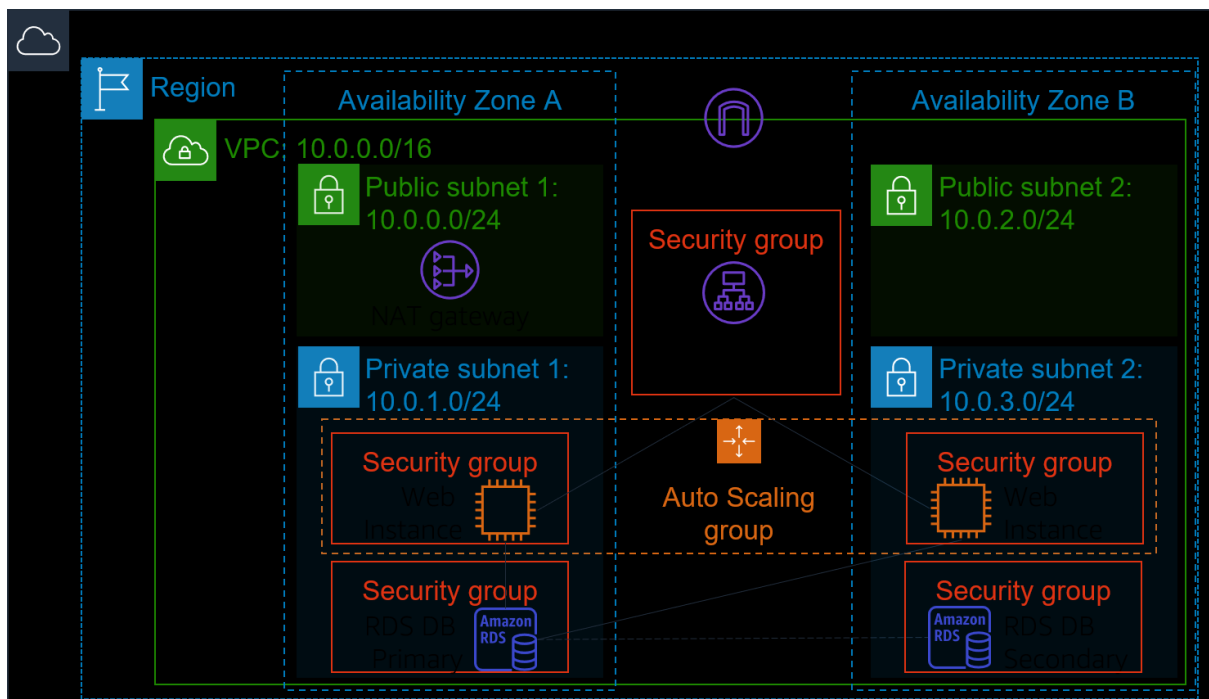 Region
Availability Zone A
Availability Zone B
VPC: 10.0.0.0/16
Public subnet 1:
10.0.0.0/24
Public subnet 2:
10.0.2.0/24
Security group
NAT gateway
Private subnet 1:
10.0.1.0/24
Private subnet 2:
10.0.3.0/24
Security group
Web
Instance
Auto Scaling
group
Security group
Web
Instance
Security group
RDS DB
Primary
Amazon
RDS
Security group
Amazon
RDS
RDS DB
Secondary